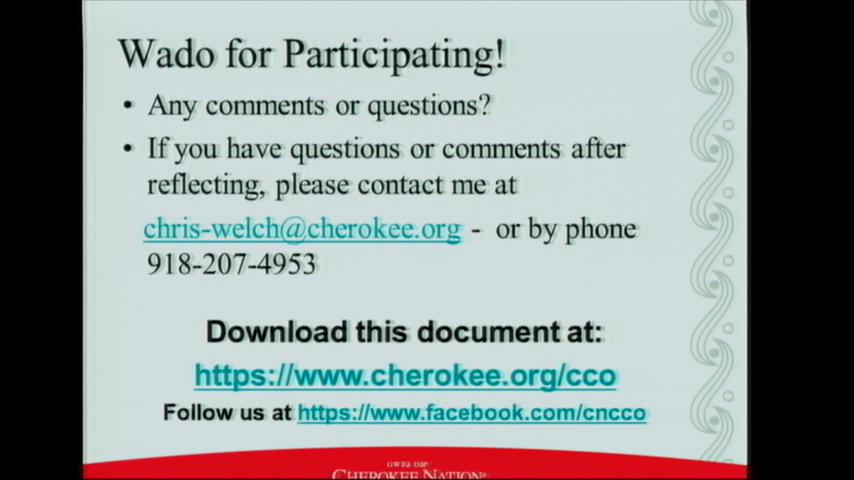 Wado for Participating!
• Any comments or questions?
• If you have questions or comments after
reflecting, please contact me at
chris-welch@cherokee.org - or by phone
918-207-4953
Download this document at:
https://www.cherokee.org/cco
Follow us at https://www.facebook.com/cncco
CHEROKEE NATION